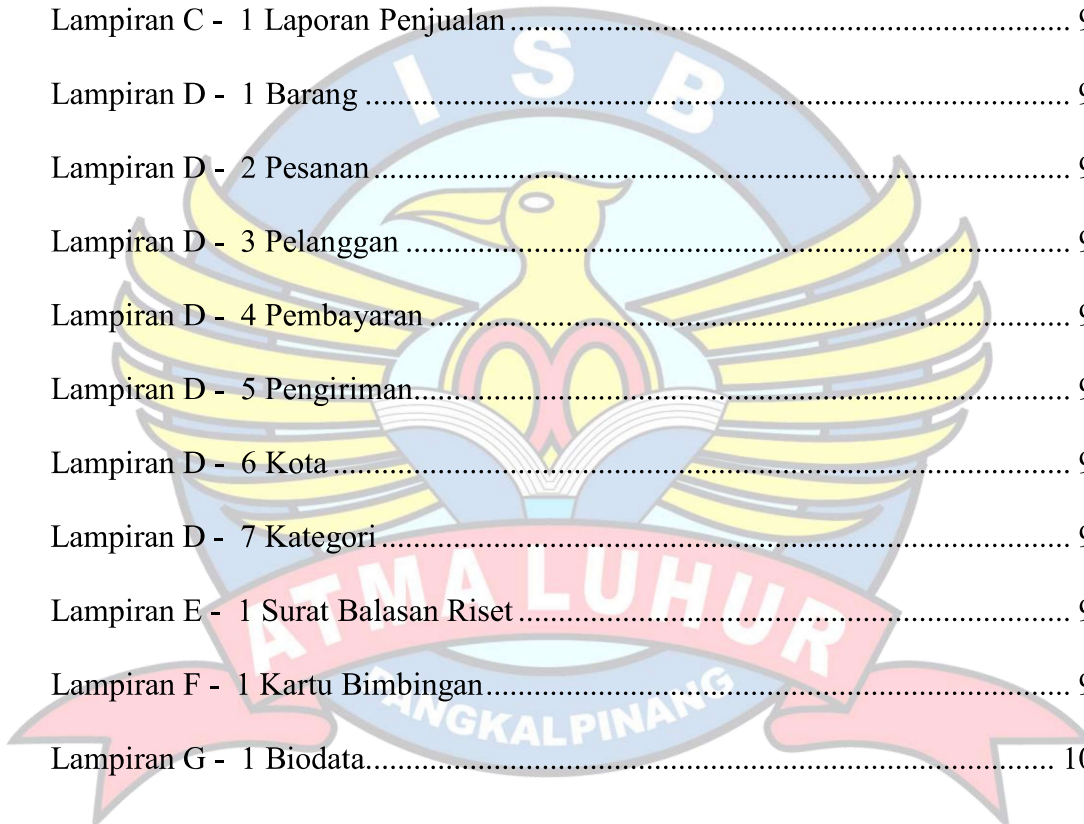 Lampiran C - 1 Laporan Penjualan
Lampiran D - 1 Barang
Lampiran D - 2 Pesanan
Lampiran D - 3 Pelanggan
Lampiran D - 4 Pembayaran
Lampiran D - 5 Pengiriman
Lampiran D - 6 Kota
Lampiran D - 7 Kategori
Lampiran E - 1 Surat Balasan Riset
Lampiran F - 1 Kartu Bimbingan
Lampiran G - 1 Biodata
I S B
ATMA LUHUR
PANGKALPINANG